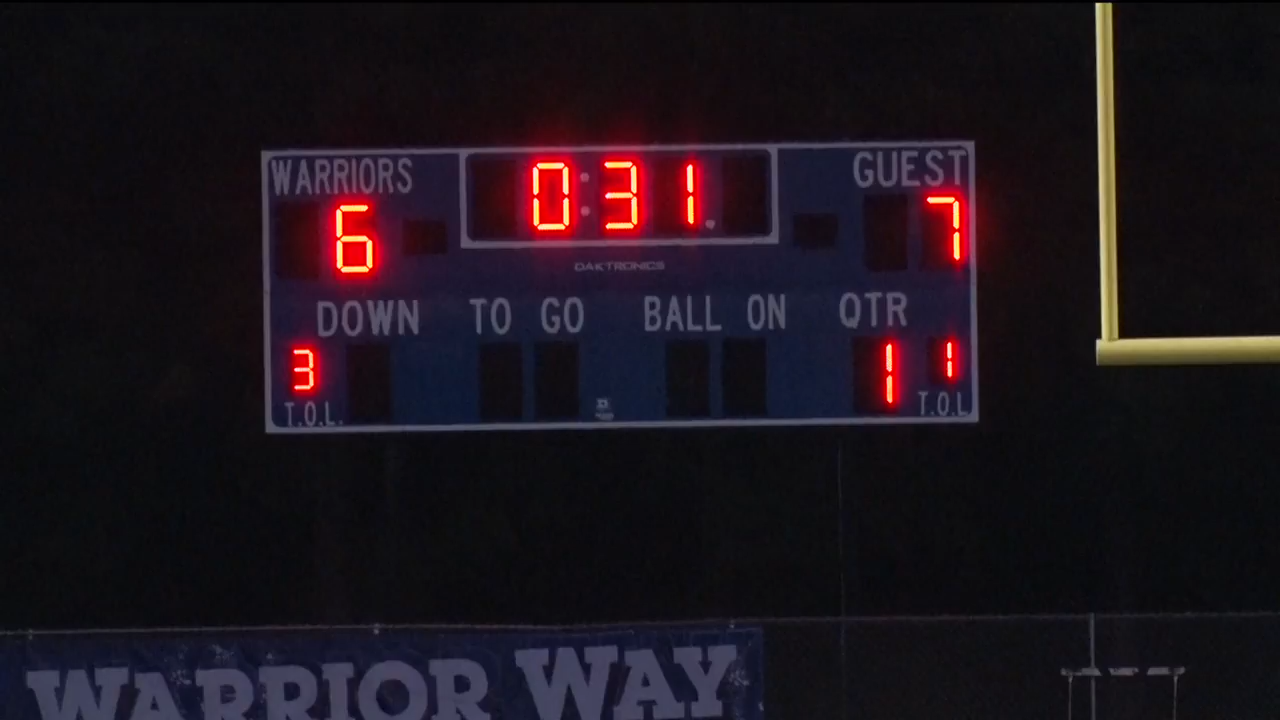 WARRIORS 0:31 GUEST
6 7
DAKTRONICS
DOWN TO GO BALL ON QTR
3 1 1
T.O.L. T.O.L
WARRIOR WAY